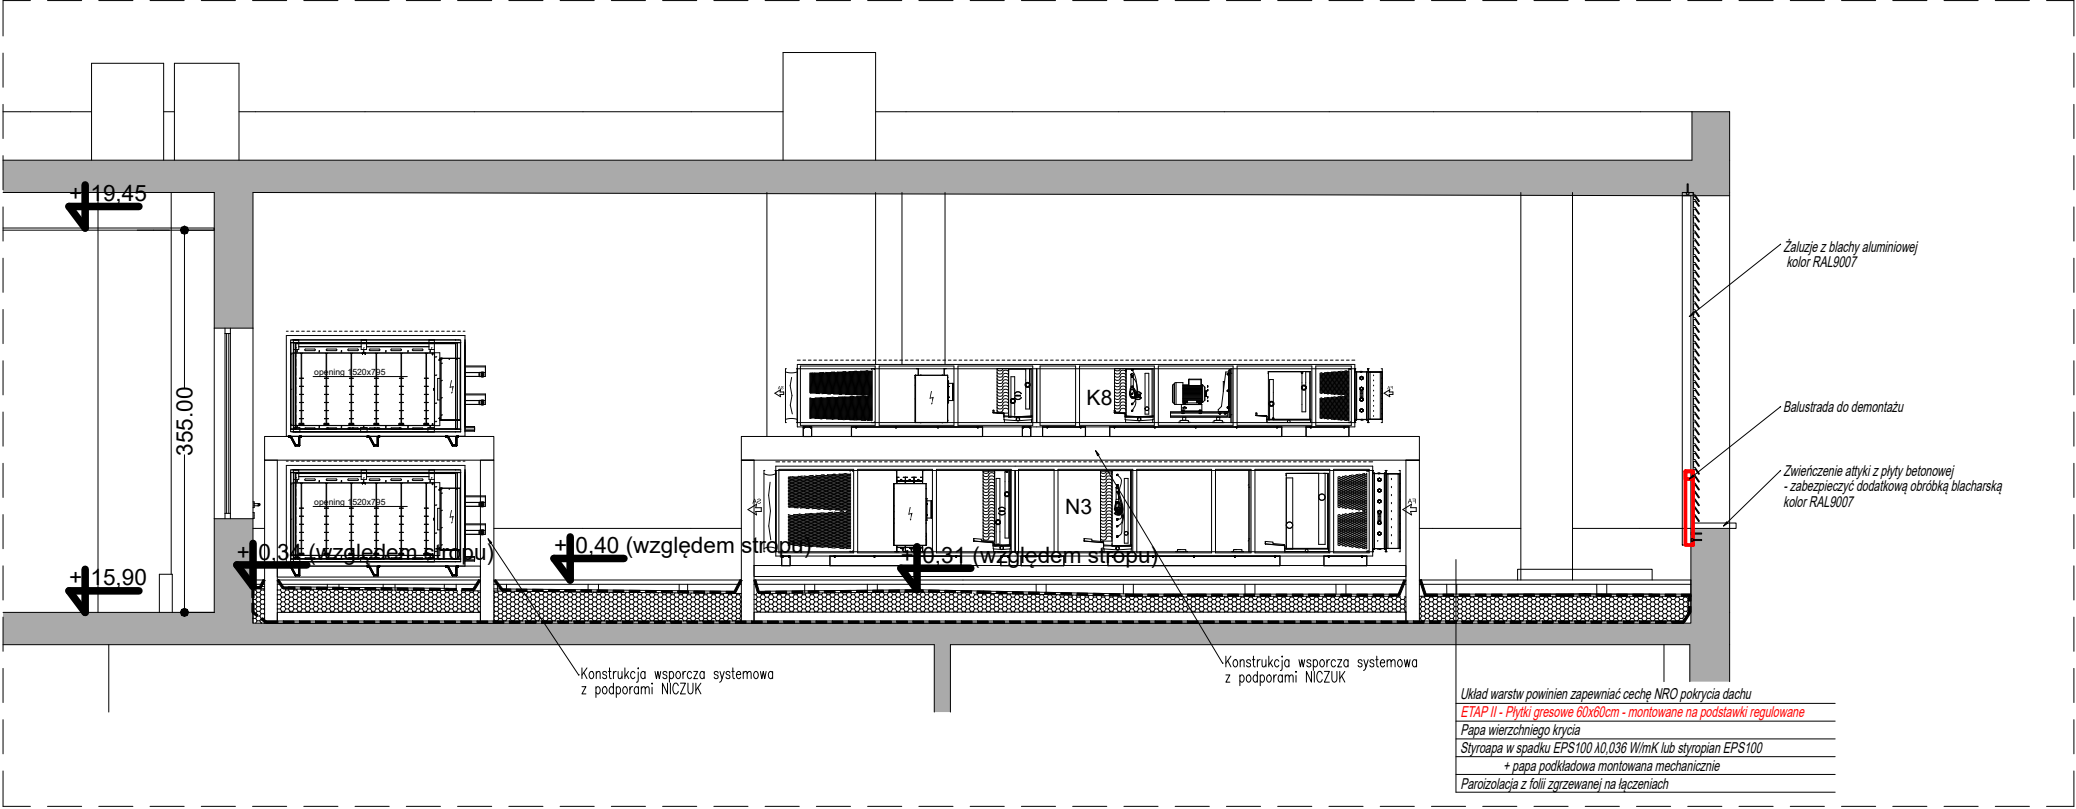 +19,45
Żaluzje z blachy aluminiowej
kolor RAL9007
opening 1520x795
355.00
K8
Balustrada do demontażu
opening 1520x795
N3
Zwieńczenie attyki z płyty betonowej
- zabezpieczyć dodatkową obróbką blacharską
kolor RAL9007
+0,34 (względem stropu)
+0,40 (względem stropu)
+0,31 (względem stropu)
+15,90
Konstrukcja wsporcza systemowa
z podporami NICZUK
Konstrukcja wsporcza systemowa
z podporami NICZUK
Układ warstw powinien zapewniać cechę NRO pokrycia dachu
ETAP II - Płytki gresowe 60x60cm - montowane na podstawki regulowane
Papa wierzchniego krycia
Styroapa w spadku EPS100 λ0,036 W/mK lub styropian EPS100
+ papa podkładowa montowana mechanicznie
Paroizolacja z folii zgrzewanej na łączeniach